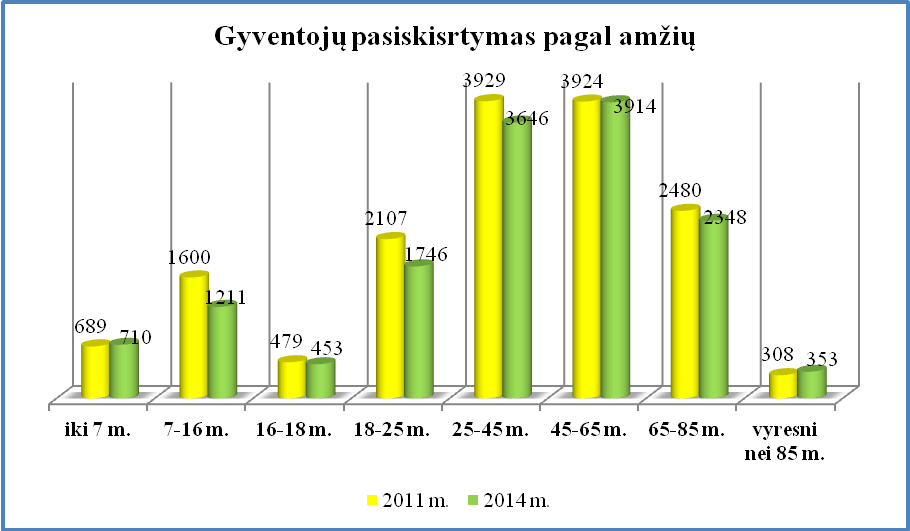 Gyventojų pasiskisrtymas pagal amžių
3929
3924
3646
3914
2480
2107
2348
1746
1600
1211
689
710
479
453
308
353
iki 7 m.
7-16 m.
16-18 m.
18-25 m.
25-45 m.
45-65 m.
65-85 m.
vyresni
nei 85 m.
2011 m.
2014 m.